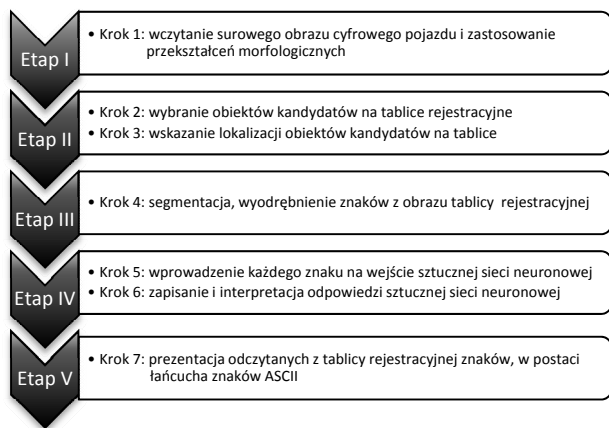 Etap I
• Krok 1: wczytanie surowego obrazu cyfrowego pojazdu i zastosowanie
przekształceń morfologicznych
Etap II
• Krok 2: wybranie obiektów kandydatów na tablice rejestracyjne
• Krok 3: wskazanie lokalizacji obiektów kandydatów na tablice
Etap III
• Krok 4: segmentacja, wyodrębnienie znaków z obrazu tablicy rejestracyjnej
Etap IV
• Krok 5: wprowadzenie każdego znaku na wejście sztucznej sieci neuronowej
• Krok 6: zapisanie i interpretacja odpowiedzi sztucznej sieci neuronowej
Etap V
• Krok 7: prezentacja odczytanych z tablicy rejestracyjnej znaków, w postaci
łańcucha znaków ASCII